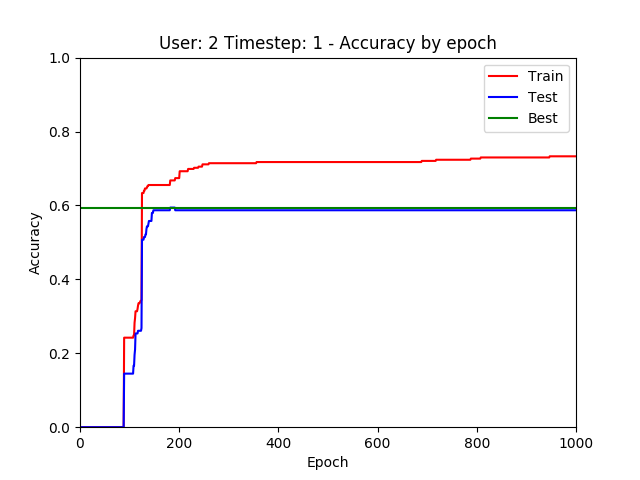 User: 2 Timestep: 1 - Accuracy by epoch
1.0
0.8
0.6
0.4
0.2
0.0
Accuracy
Train
Test
Best
0 200 400 600 800 1000
Epoch